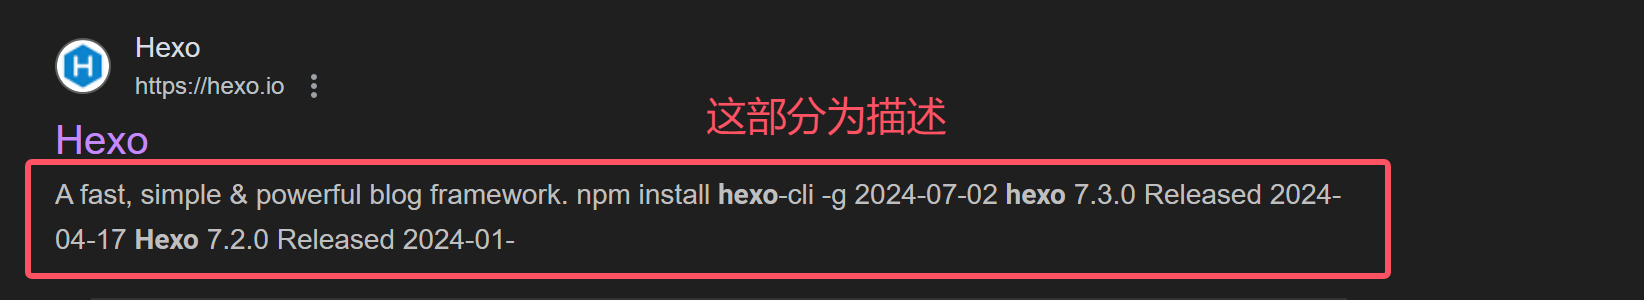 Hexo
https://hexo.io
这部分为描述
Hexo
A fast, simple & powerful blog framework. npm install hexo-cli -g 2024-07-02 hexo 7.3.0 Released 2024-
04-17 Hexo 7.2.0 Released 2024-01-